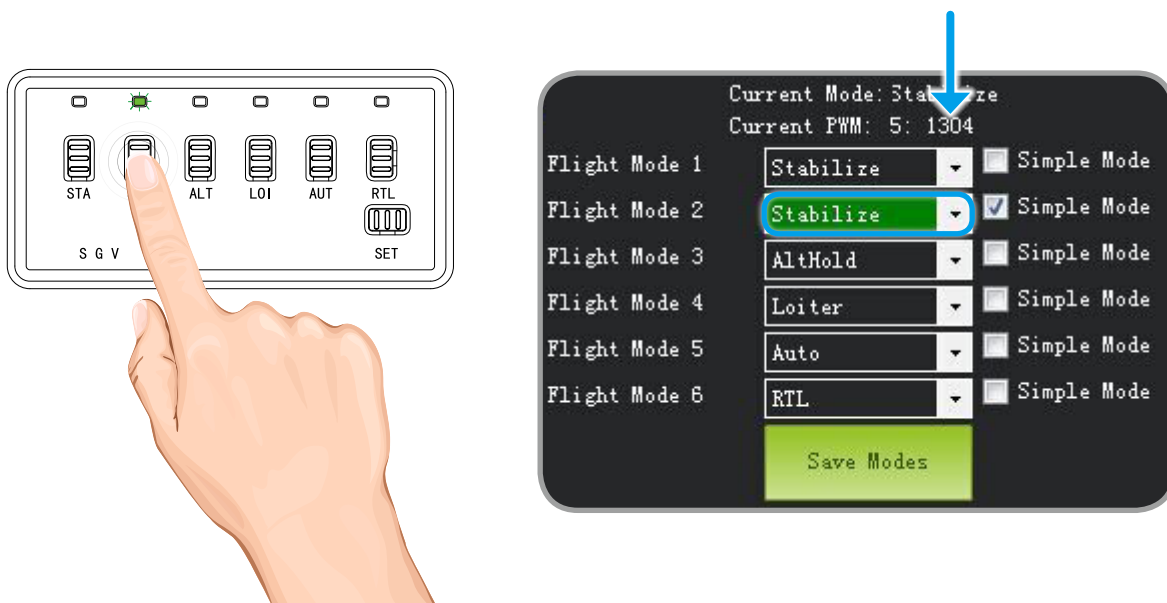 STA
ALT
LOI
AUT
RTL
S G V
SET
Current Mode: Stabilize
Current PWM: 5: 1304
Flight Mode 1 Stabilize Simple Mode
Flight Mode 2 Stabilize Simple Mode
Flight Mode 3 AltHold Simple Mode
Flight Mode 4 Loiter Simple Mode
Flight Mode 5 Auto Simple Mode
Flight Mode 6 RTL Simple Mode
Save Modes